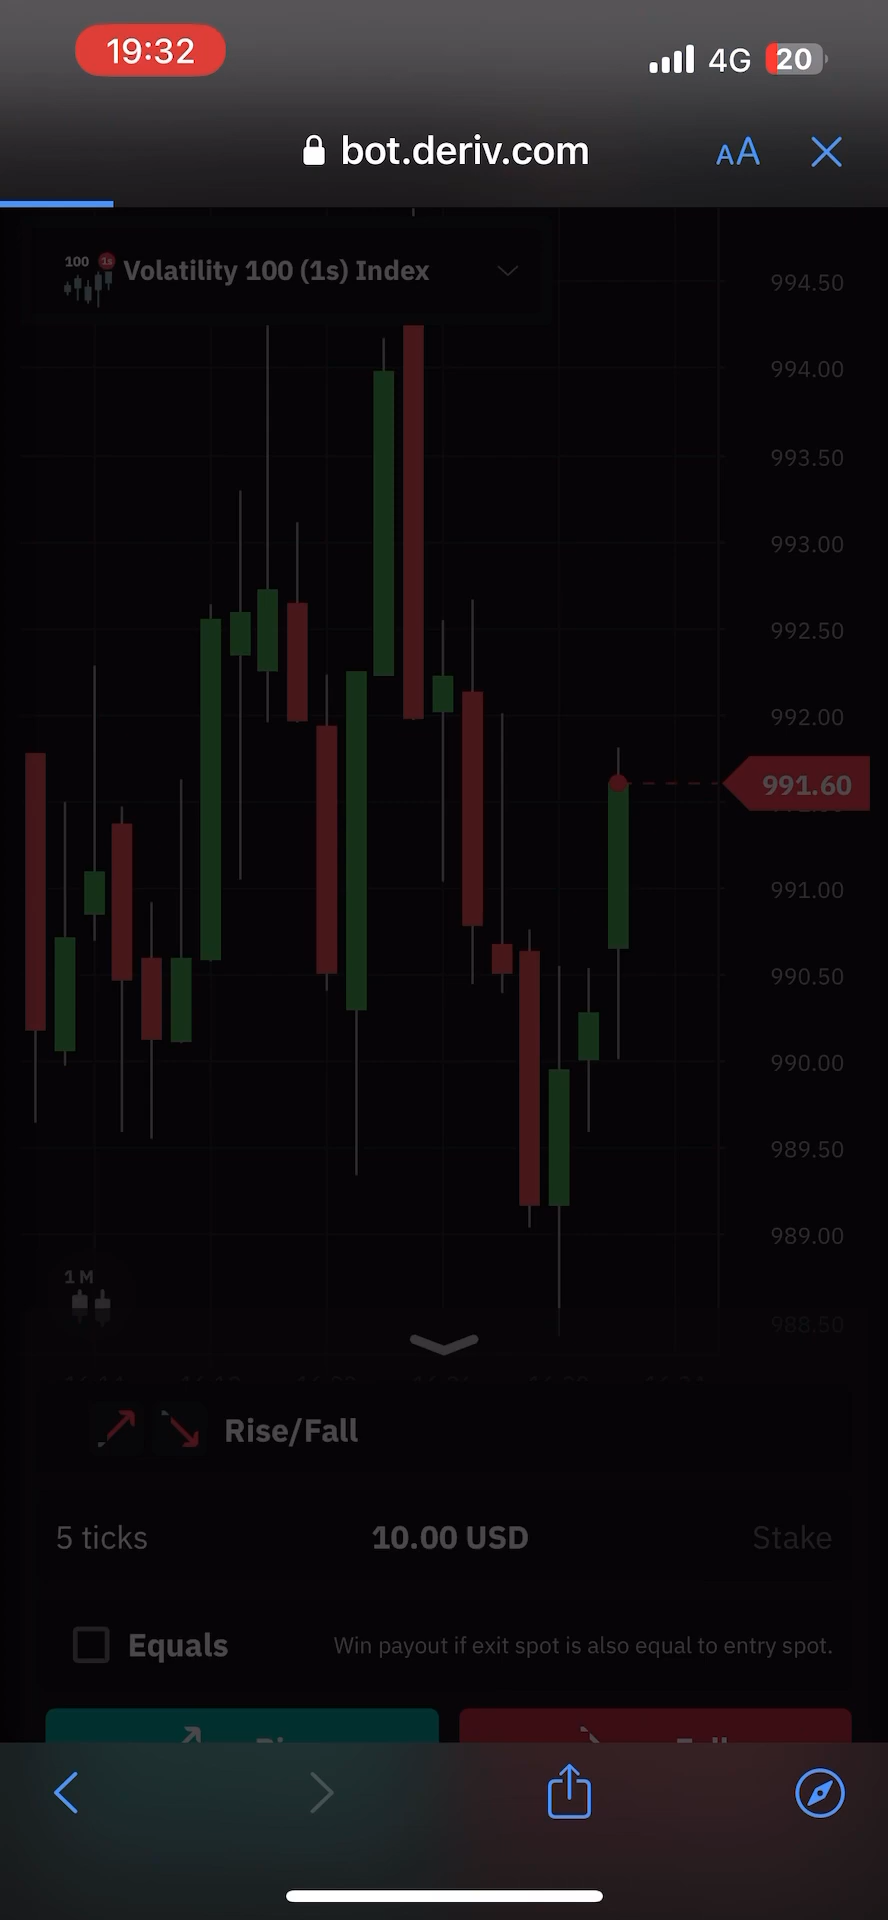 19:32
4G 20
bot.deriv.com
AA
100 1s
Volatility 100 (1s) Index
994.50
994.00
993.50
993.00
992.50
992.00
991.60
991.00
990.50
990.00
989.50
989.00
988.50
1 M
Rise/Fall
5 ticks 10.00 USD Stake
Equals Win payout if exit spot is also equal to entry spot.